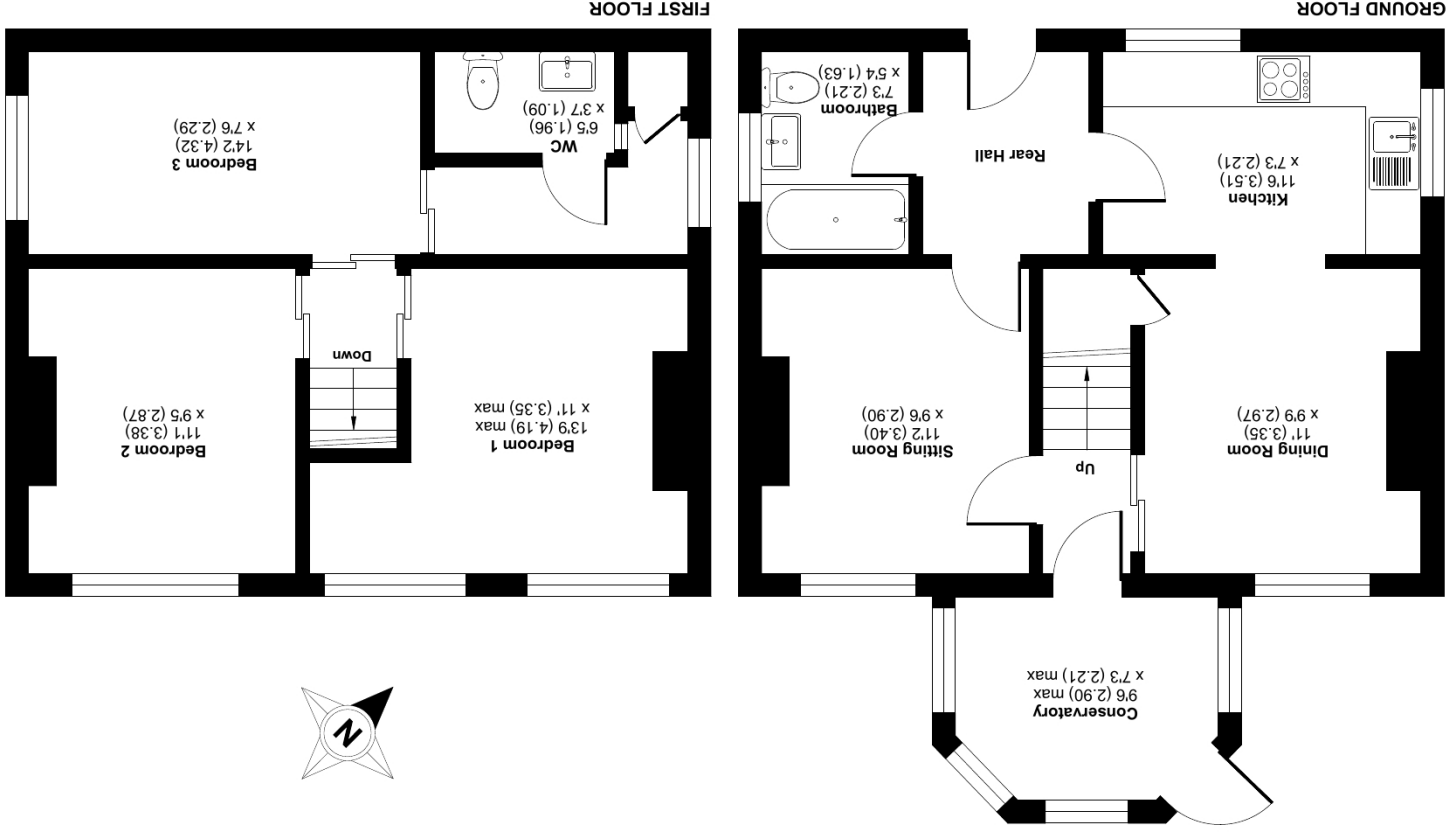 Conservatory
9'6 (2.90) max
x 7'3 (2.21) max
Dining Room
11' (3.35)
x 9'9 (2.97)
Up
Sitting Room
11'2 (3.40)
x 9'6 (2.90)
Kitchen
11'6 (3.51)
x 7'3 (2.21)
Rear Hall
Bathroom
7'3 (2.21)
x 5'4 (1.63)
GROUND FLOOR
N
Bedroom 1
13'9 (4.19) max
x 11' (3.35) max
Bedroom 2
11'1 (3.38)
x 9'5 (2.87)
Down
WC
6'5 (1.96)
x 3'7 (1.09)
Bedroom 3
14'2 (4.32)
x 7'6 (2.29)
FIRST FLOOR